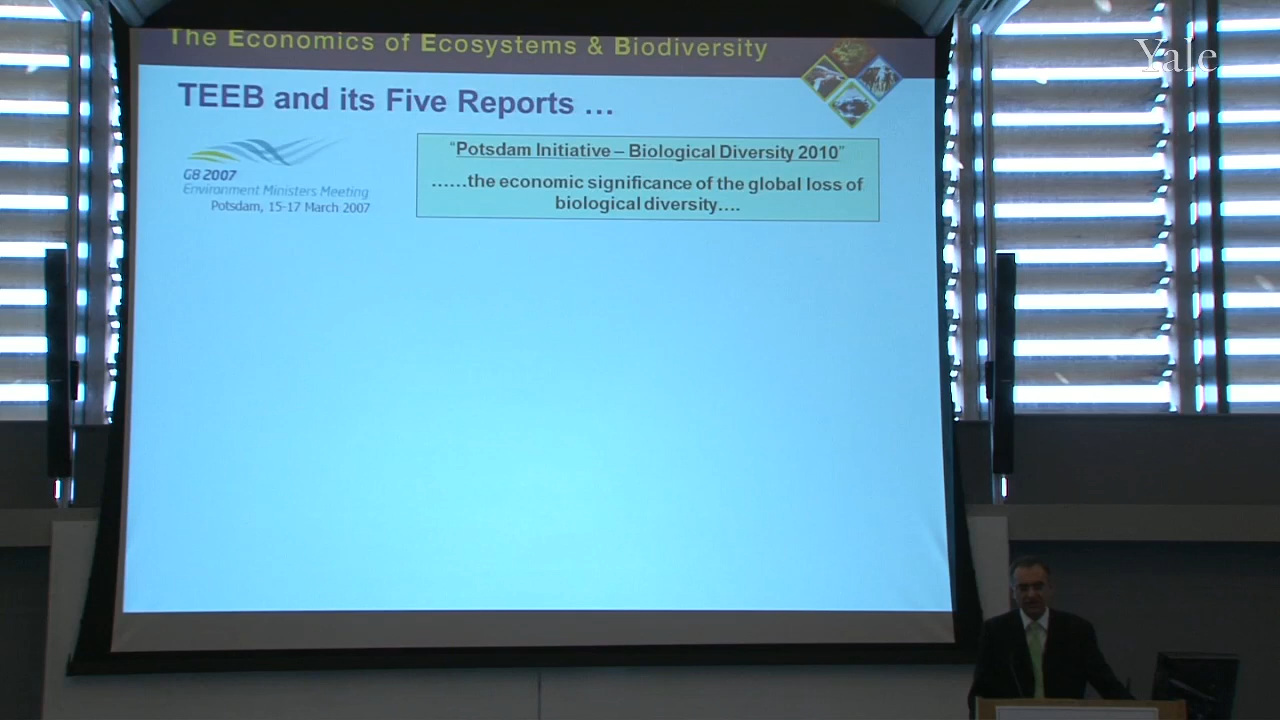 The Economics of Ecosystems & Biodiversity
Yale
TEEB and its Five Reports …
G8 2007
Environment Ministers Meeting
Potsdam, 15-17 March 2007
"Potsdam Initiative – Biological Diversity 2010"
……the economic significance of the global loss of
biological diversity….